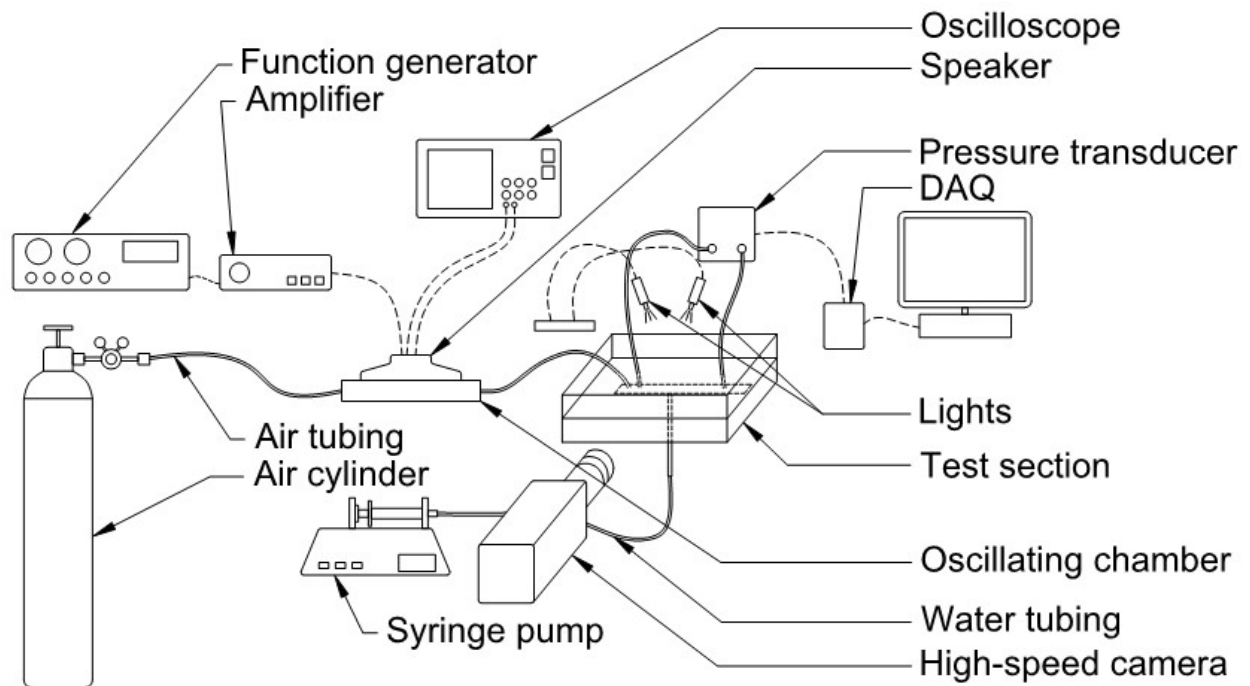 Oscilloscope
Function generator
Speaker
Amplifier
Pressure transducer
DAQ
Lights
Air tubing
Test section
Air cylinder
Oscillating chamber
Water tubing
Syringe pump
High-speed camera